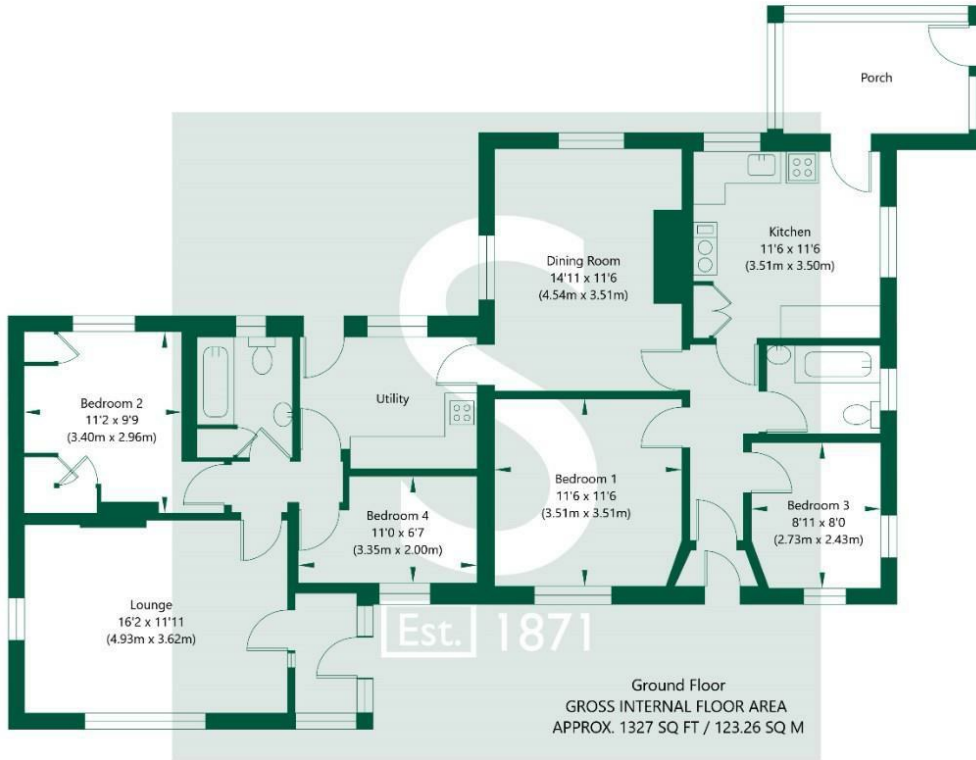 Porch
Kitchen
11'6 x 11'6
(3.51m x 3.50m)
Dining Room
14'11 x 11'6
(4.54m x 3.51m)
Bedroom 2
11'2 x 9'9
(3.40m x 2.96m)
Utility
Bedroom 1
11'6 x 11'6
(3.51m x 3.51m)
Bedroom 3
8'11 x 8'0
(2.73m x 2.43m)
Bedroom 4
11'0 x 6'7
(3.35m x 2.00m)
Lounge
16'2 x 11'11
(4.93m x 3.62m)
S
Est. 1871
Ground Floor
GROSS INTERNAL FLOOR AREA
APPROX. 1327 SQ FT / 123.26 SQ M